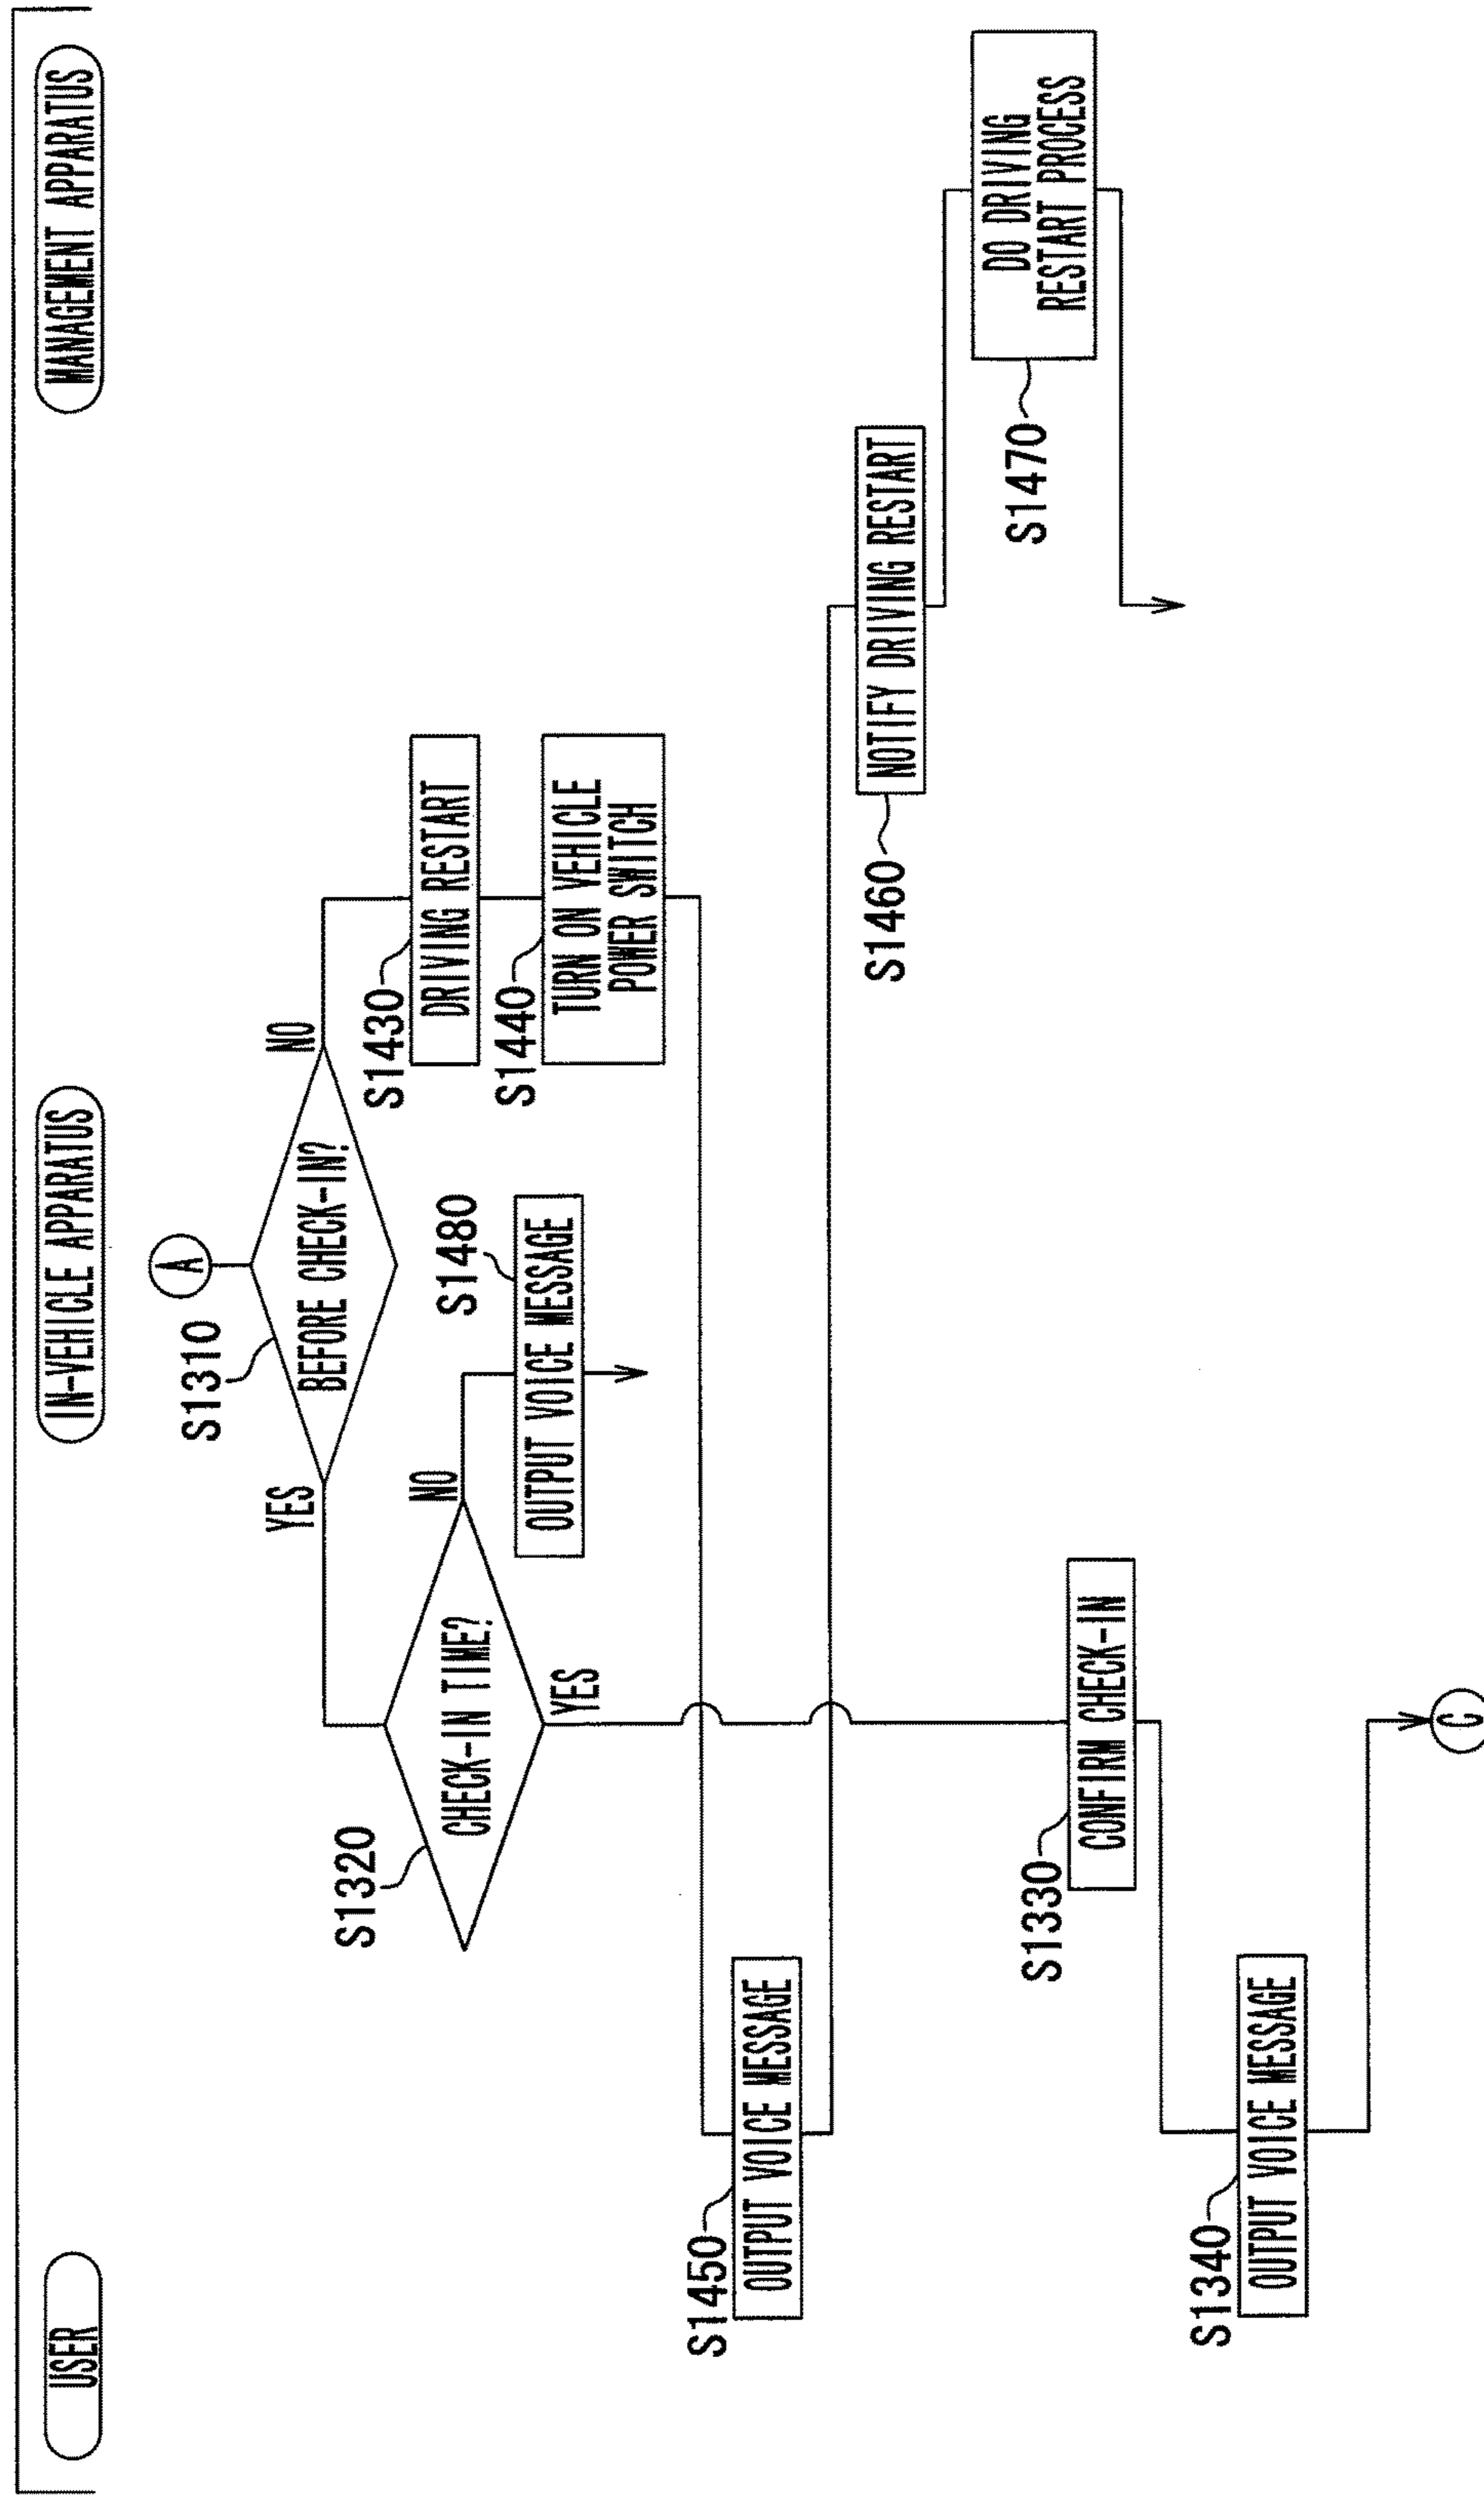 USER
IN-VEHICLE APPARATUS
MANAGEMENT APPARATUS
A
S1310
BEFORE CHECK-IN?
YES
NO
S1320
CHECK-IN TIME?
NO
YES
S1430
DRIVING RESTART
S1480
OUTPUT VOICE MESSAGE
S1440
TURN ON VEHICLE
POWER SWITCH
S1450
OUTPUT VOICE MESSAGE
S1460
NOTIFY DRIVING RESTART
S1470
DO DRIVING
RESTART PROCESS
S1330
CONFIRM CHECK-IN
S1340
OUTPUT VOICE MESSAGE
C